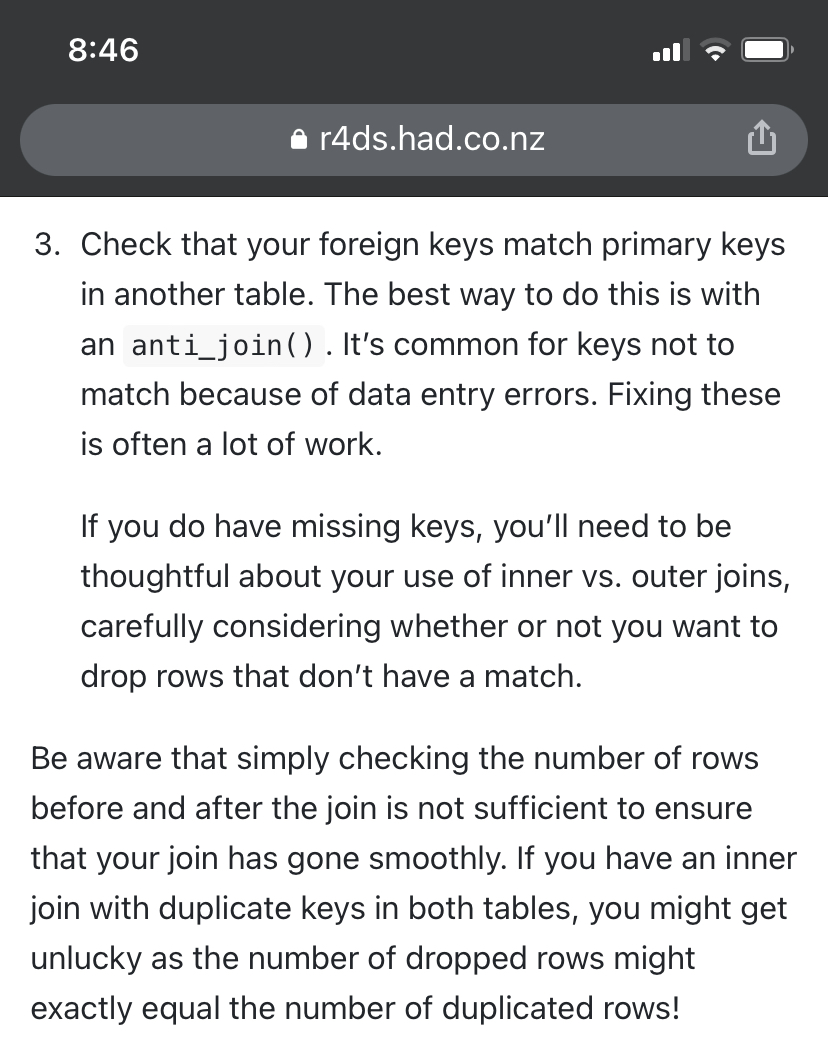 8:46
r4ds.had.co.nz
3. Check that your foreign keys match primary keys
in another table. The best way to do this is with
an anti_join(). It’s common for keys not to
match because of data entry errors. Fixing these
is often a lot of work.
If you do have missing keys, you’ll need to be
thoughtful about your use of inner vs. outer joins,
carefully considering whether or not you want to
drop rows that don’t have a match.
Be aware that simply checking the number of rows
before and after the join is not sufficient to ensure
that your join has gone smoothly. If you have an inner
join with duplicate keys in both tables, you might get
unlucky as the number of dropped rows might
exactly equal the number of duplicated rows!